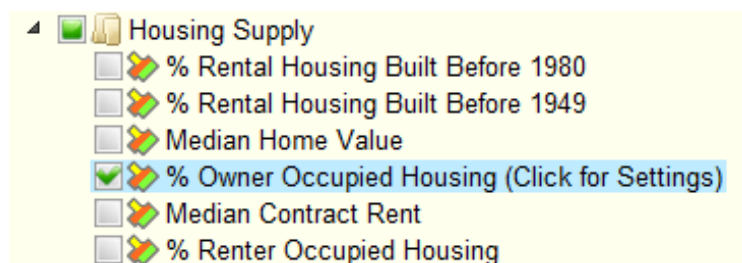 Housing Supply
% Rental Housing Built Before 1980
% Rental Housing Built Before 1949
Median Home Value
% Owner Occupied Housing (Click for Settings)
Median Contract Rent
% Renter Occupied Housing